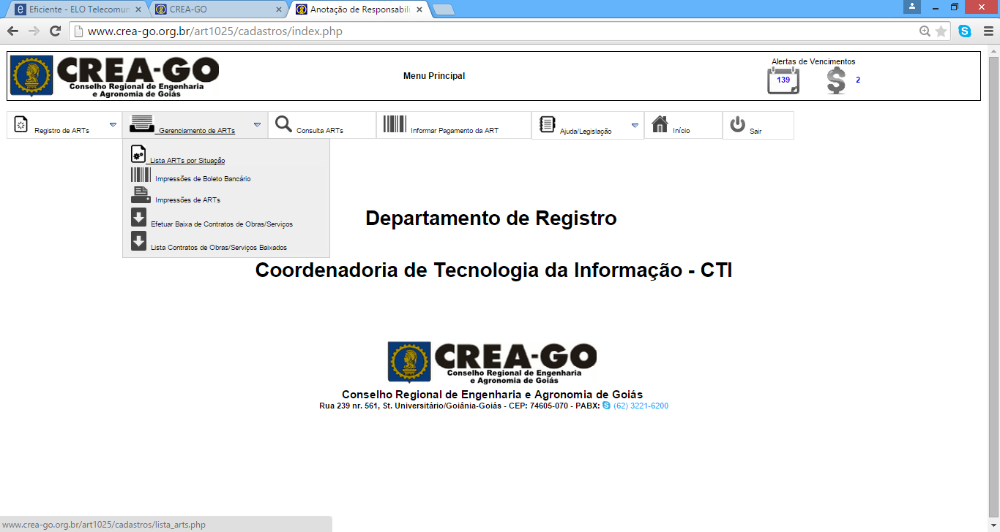 Eficiente - ELO Telecomun
CREA-GO
Anotação de Responsabili
www.crea-go.org.br/art1025/cadastros/index.php
CREA-GO
Conselho Regional de Engenharia
e Agronomia de Goiás
Menu Principal
Alertas de Vencimentos
139
2
Registro de ARTs
Gerenciamento de ARTs
Consulta ARTs
Informar Pagamento da ART
Ajuda/Legislação
Início
Sair
Lista ARTs por Situação
Impressões de Boleto Bancário
Impressões de ARTs
Efetuar Baixa de Contratos de Obras/Serviços
Lista Contratos de Obras/Serviços Baixados
Departamento de Registro
Coordenadoria de Tecnologia da Informação - CTI
CREA-GO
Conselho Regional de Engenharia
e Agronomia de Goiás
Conselho Regional de Engenharia e Agronomia de Goiás
Rua 239 nr. 561, St. Universitário/Goiânia-Goiás - CEP: 74605-070 - PABX: (62) 3221-6200
www.crea-go.org.br/art1025/cadastros/lista_arts.php